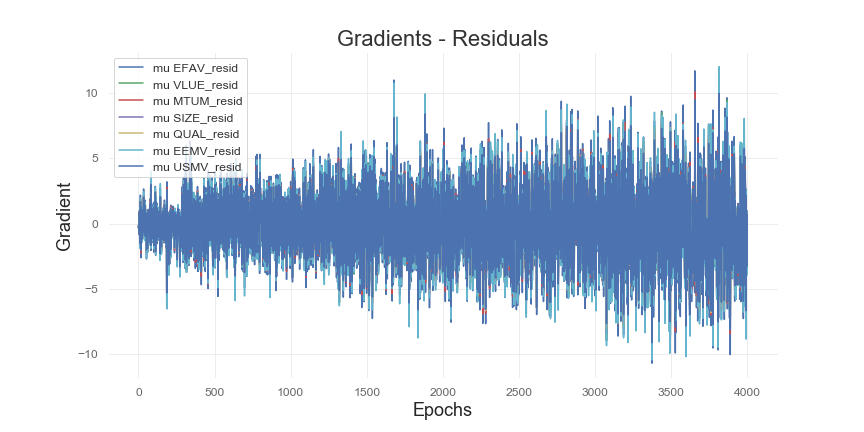 Gradients - Residuals
mu EFAV_resid
mu VLUE_resid
mu MTUM_resid
mu SIZE_resid
mu QUAL_resid
mu EEMV_resid
mu USMV_resid
10
5
0
−5
−10
Gradient
0 500 1000 1500 2000 2500 3000 3500 4000
Epochs